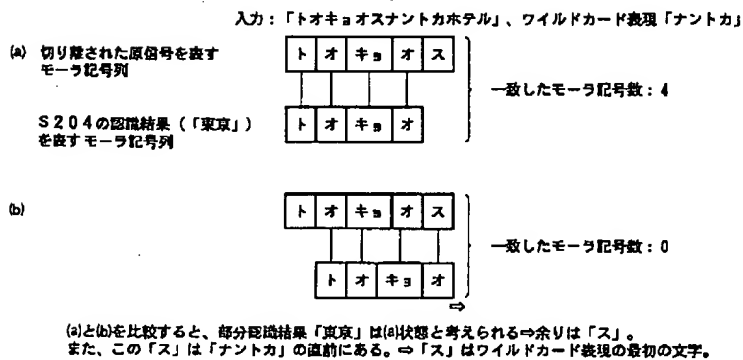 入力：「トオキョオスナントカホテル」、ワイルドカード表現「ナントカ」
(a) 切り離された原信号を表す
モーラ記号列
ト オ キョ オ ス
一致したモーラ記号数：4
S204の認識結果（「東京」）
を表すモーラ記号列
ト オ キョ オ
(b)
ト オ キョ オ ス
一致したモーラ記号数：0
ト オ キョ オ
⇒
(a)と(b)を比較すると、部分認識結果「東京」は(a)状態と考えられる⇒余りは「ス」。
また、この「ス」は「ナントカ」の直前にある。⇒「ス」はワイルドカード表現の最初の文字。